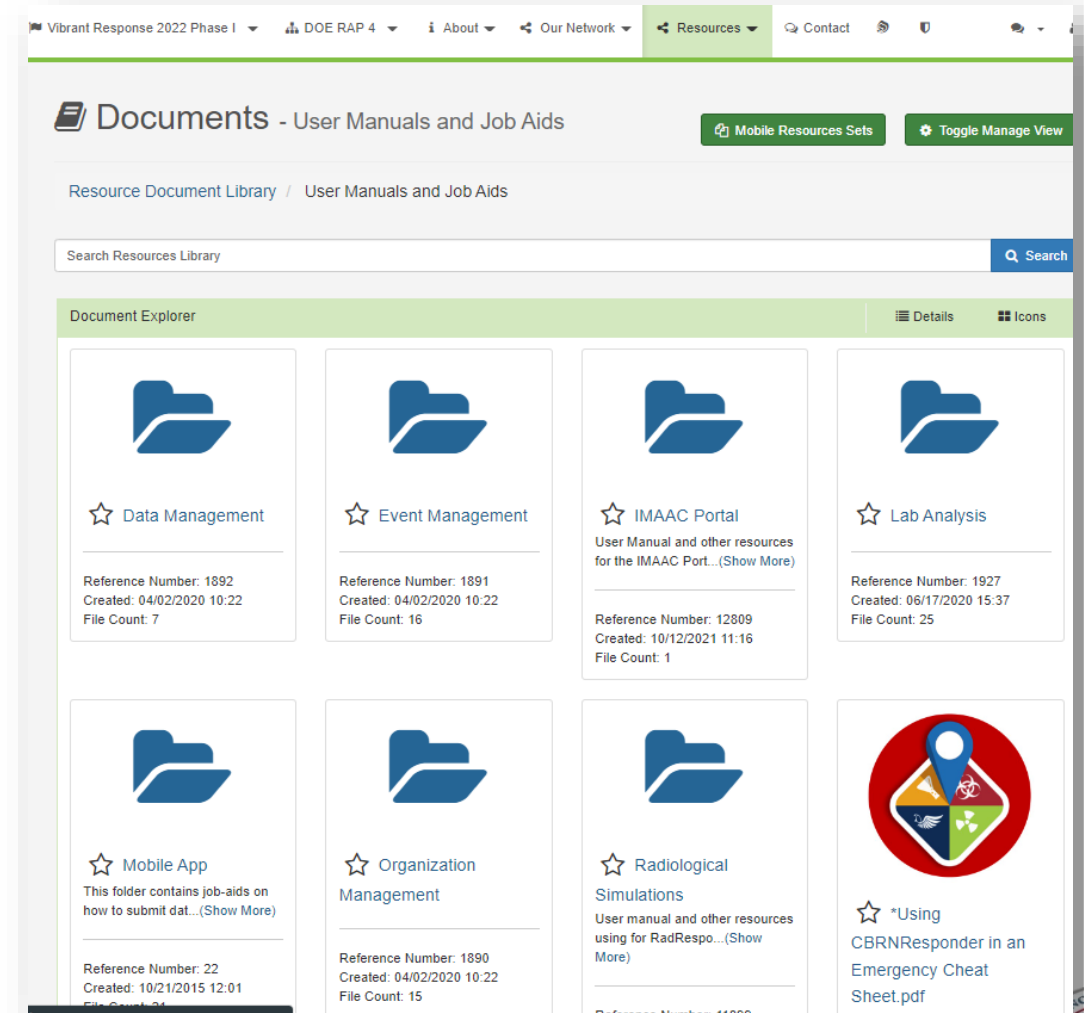 Vibrant Response 2022 Phase I DOE RAP 4 About Our Network Resources Contact
Documents - User Manuals and Job Aids
Mobile Resources Sets Toggle Manage View
Resource Document Library / User Manuals and Job Aids
Search Resources Library Search
Document Explorer Details Icons
Data Management
Reference Number: 1892
Created: 04/02/2020 10:22
File Count: 7
Event Management
Reference Number: 1891
Created: 04/02/2020 10:22
File Count: 16
IMAAC Portal
User Manual and other resources
for the IMAAC Port...(Show More)
Reference Number: 12809
Created: 10/12/2021 11:16
File Count: 1
Lab Analysis
Reference Number: 1927
Created: 06/17/2020 15:37
File Count: 25
Mobile App
This folder contains job-aids on
how to submit dat...(Show More)
Reference Number: 22
Created: 10/21/2015 12:01
File Count:
Organization
Management
Reference Number: 1890
Created: 04/02/2020 10:22
File Count: 15
Radiological
Simulations
User manual and other resources
using for RadRespo...(Show
More)
Reference Number:
*Using
CBRNResponder in an
Emergency Cheat
Sheet.pdf